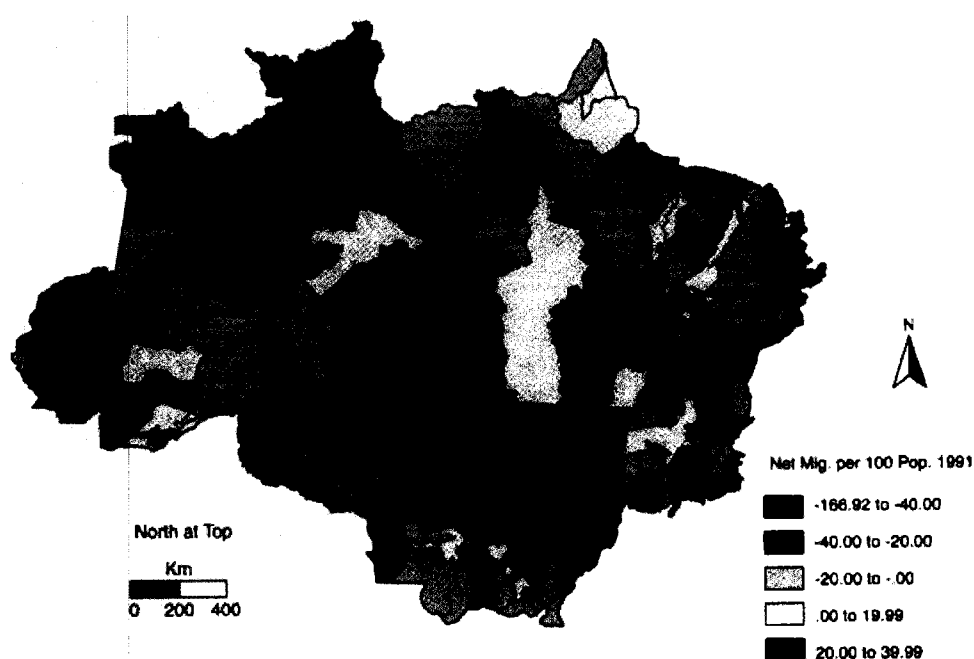 N
Net Mig. per 100 Pop. 1991
-166.92 to -40.00
-40.00 to -20.00
-20.00 to -.00
.00 to 19.99
20.00 to 39.99
North at Top
Km
0 200 400